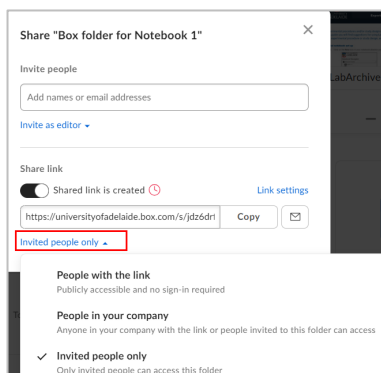 Share "Box folder for Notebook 1"
Invite people
Add names or email addresses
Invite as editor
Share link
Shared link is created
Link settings
https://universityofadelaide.box.com/s/jdz6dr
Copy
Invited people only
People with the link
Publicly accessible and no sign-in required
People in your company
Anyone in your company with the link or people invited to this folder can access
Invited people only
Only invited people can access this folder
LabArchive